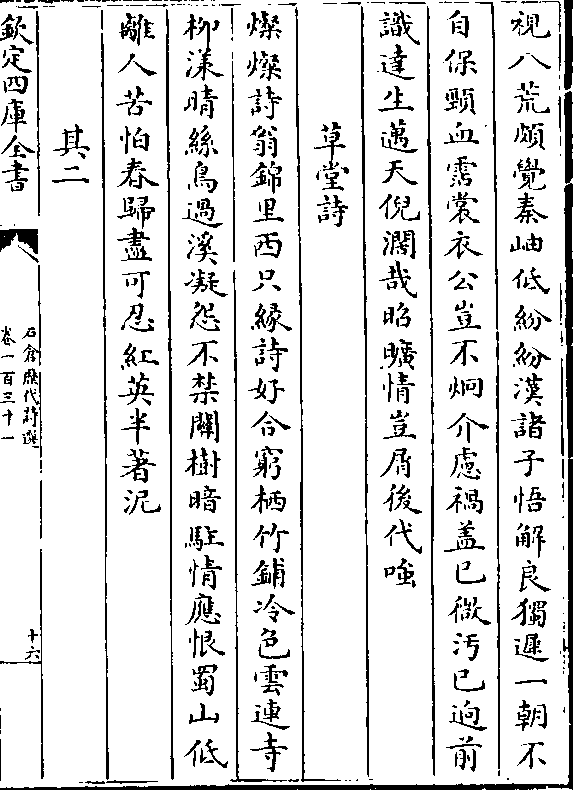 視八荒頗覺秦岫低紛紛漢諸子悟解良獨遲一朝不
自保頸血霑裳衣公豈不炯介慮禍蓋已微汚已逈前
識達生邁天倪濶哉昭曠情豈屑後代嗤
草堂詩
燦燦詩翁錦里西只緣詩好合窮栖竹鋪冷色雲連寺
柳漾晴絲鳥過溪凝怨不禁關樹暗駐情應恨蜀山低
離人苦怕春歸盡可忍紅英半著泥
其二
欽定四庫全書
石倉歷代詩選
卷一百三十一
十六